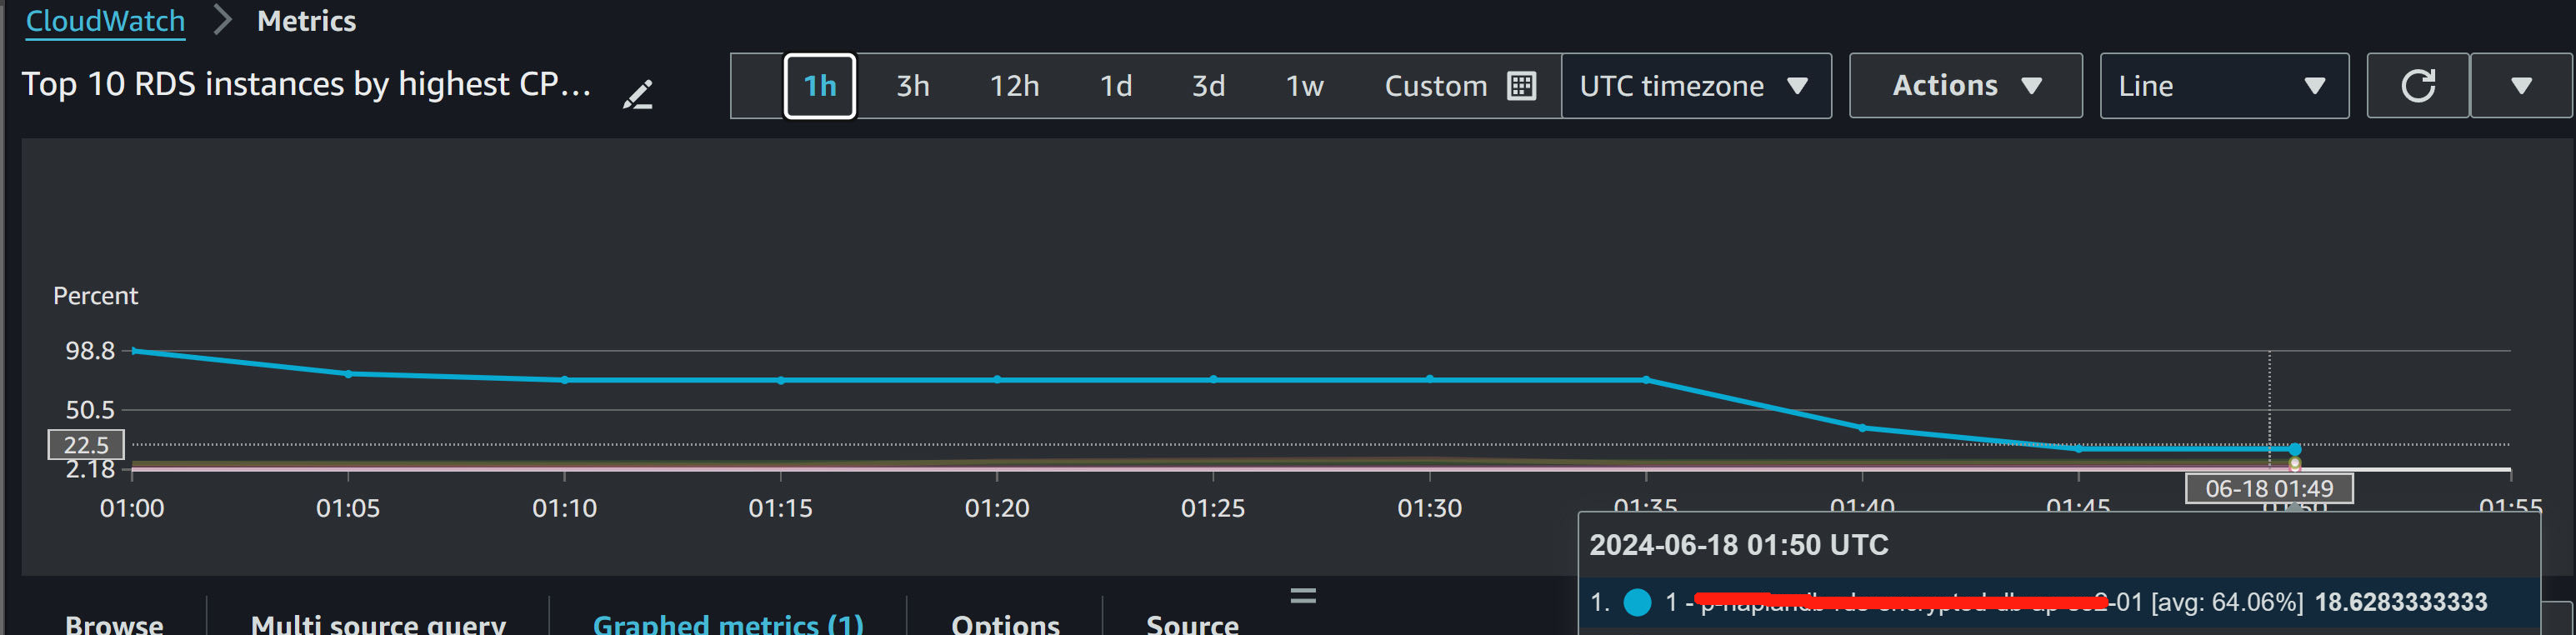 CloudWatch > Metrics
Top 10 RDS instances by highest CP...
1h 3h 12h 1d 3d 1w Custom UTC timezone Actions Line
Percent
98.8
50.5
22.5
2.18
06-18 01:49
01:00 01:05 01:10 01:15 01:20 01:25 01:30 01:35 01:40 01:45 01:50 01:55
2024-06-18 01:50 UTC
1. 1 - -01 [avg: 64.06%] 18.6283333333
Browse Multi source query Graphed metrics (1) Options Source